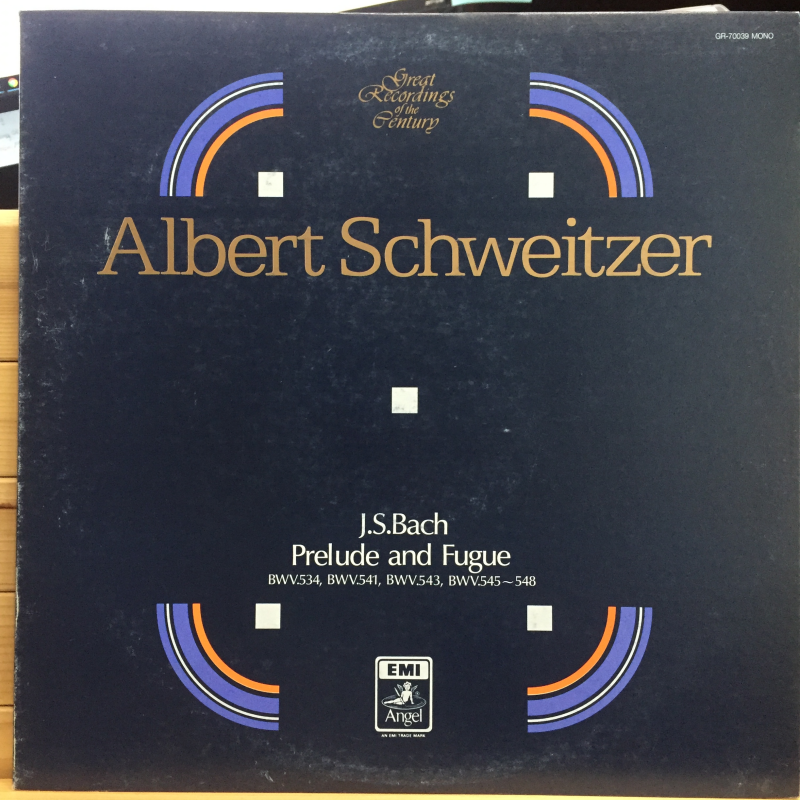 GR-70039 MONO
Great
Recordings
of the
Century
Albert Schweitzer
J.S.Bach
Prelude and Fugue
BWV.534, BWV.541, BWV.543, BWV.545~548
EMI
Angel
AN EMI TRADE MARK